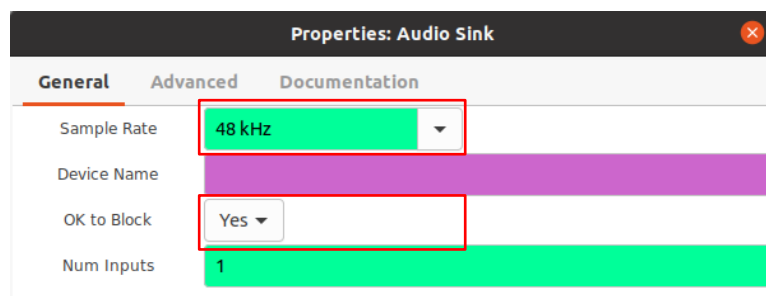 Properties: Audio Sink
General Advanced Documentation
Sample Rate 48 kHz
Device Name
OK to Block Yes
Num Inputs 1